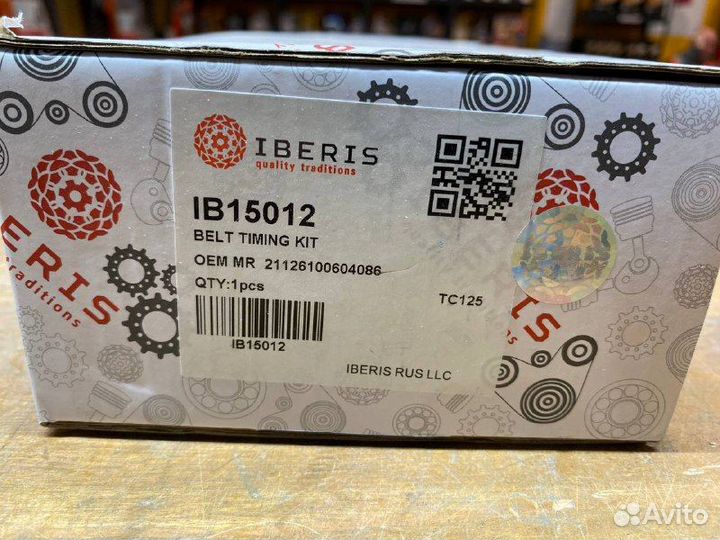 IBERIS
quality traditions
IB15012
BELT TIMING KIT
OEM MR 21126100604086
QTY:1pcs
TC125
IB15012
IBERIS RUS LLC
ERIS
traditions
IS
Avito